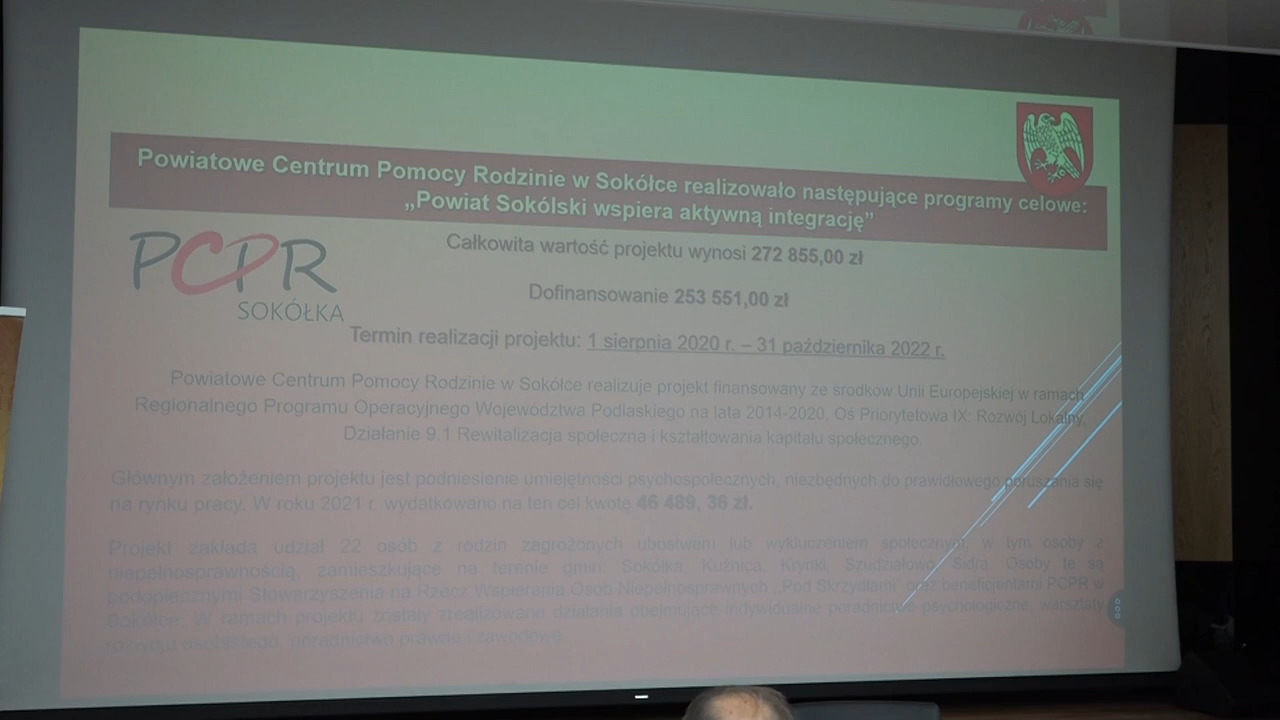 Powiatowe Centrum Pomocy Rodzinie w Sokółce realizowało następujące programy celowe:
„Powiat Sokólski wspiera aktywną integrację”
PCPR
SOKÓŁKA
Całkowita wartość projektu wynosi 272 855,00 zł
Dofinansowanie 253 551,00 zł
Termin realizacji projektu: 1 sierpnia 2020 r. – 31 października 2022 r.
Powiatowe Centrum Pomocy Rodzinie w Sokółce realizuje projekt finansowany ze środków Unii Europejskiej w ramach
Regionalnego Programu Operacyjnego Województwa Podlaskiego na lata 2014-2020, Oś Priorytetowa IX: Rozwój Lokalny,
Działanie 9.1 Rewitalizacja społeczna i kształtowania kapitału społecznego.
Głównym założeniem projektu jest podniesienie umiejętności psychospołecznych, niezbędnych do prawidłowego poruszania się
na rynku pracy. W roku 2021 r. wydatkowano na ten cel kwotę 46 489, 36 zł.
Projekt zakłada udział 22 osób z rodzin zagrożonych ubóstwem lub wykluczeniem społecznym, w tym osoby z
niepełnosprawnością, zamieszkujące na terenie gmin: Sokółka, Kuźnica, Krynki, Szudziałowo, Sidra. Osoby te są
podopiecznymi Stowarzyszenia na Rzecz Wspierania Osób Niepełnosprawnych „Pod Skrzydłami” oraz beneficjentami PCPR w
Sokółce. W ramach projektu zostały zrealizowane działania obejmujące indywidualne poradnictwo psychologiczne, warsztaty
rozwoju osobistego, poradnictwo prawne i zawodowe.